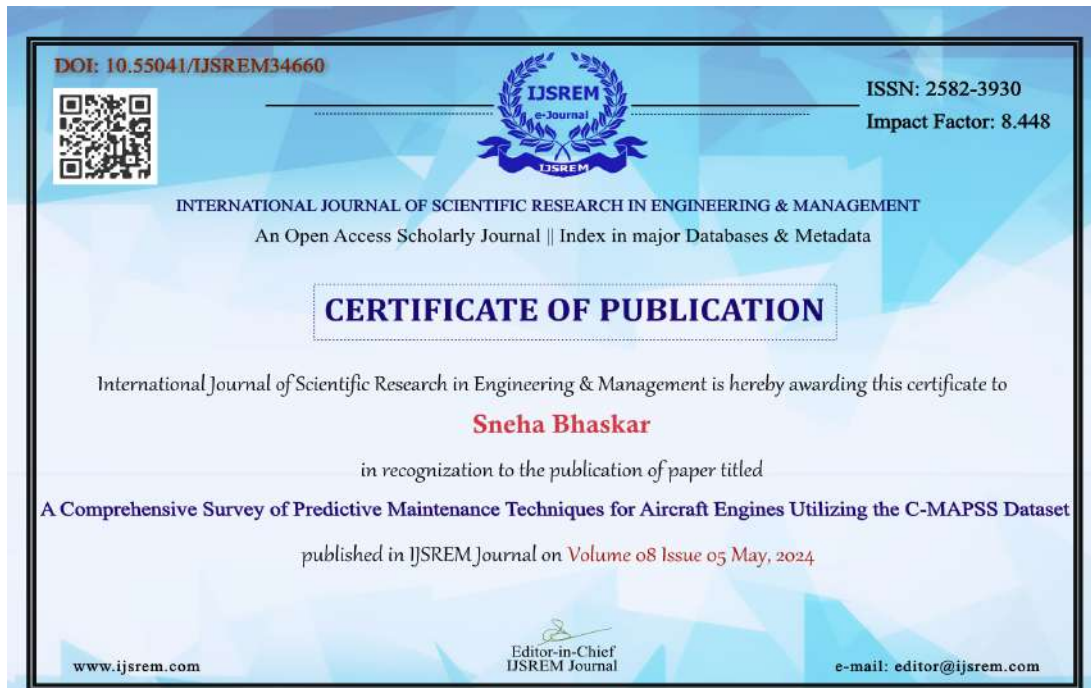 DOI: 10.55041/IJSREM34660
IJSREM
e-Journal
IJSREM
ISSN: 2582-3930
Impact Factor: 8.448
INTERNATIONAL JOURNAL OF SCIENTIFIC RESEARCH IN ENGINEERING & MANAGEMENT
An Open Access Scholarly Journal || Index in major Databases & Metadata
CERTIFICATE OF PUBLICATION
International Journal of Scientific Research in Engineering & Management is hereby awarding this certificate to
Sneha Bhaskar
in recognization to the publication of paper titled
A Comprehensive Survey of Predictive Maintenance Techniques for Aircraft Engines Utilizing the C-MAPSS Dataset
published in IJSREM Journal on Volume 08 Issue 05 May, 2024
www.ijsrem.com
Editor-in-Chief
IJSREM Journal
e-mail: editor@ijsrem.com